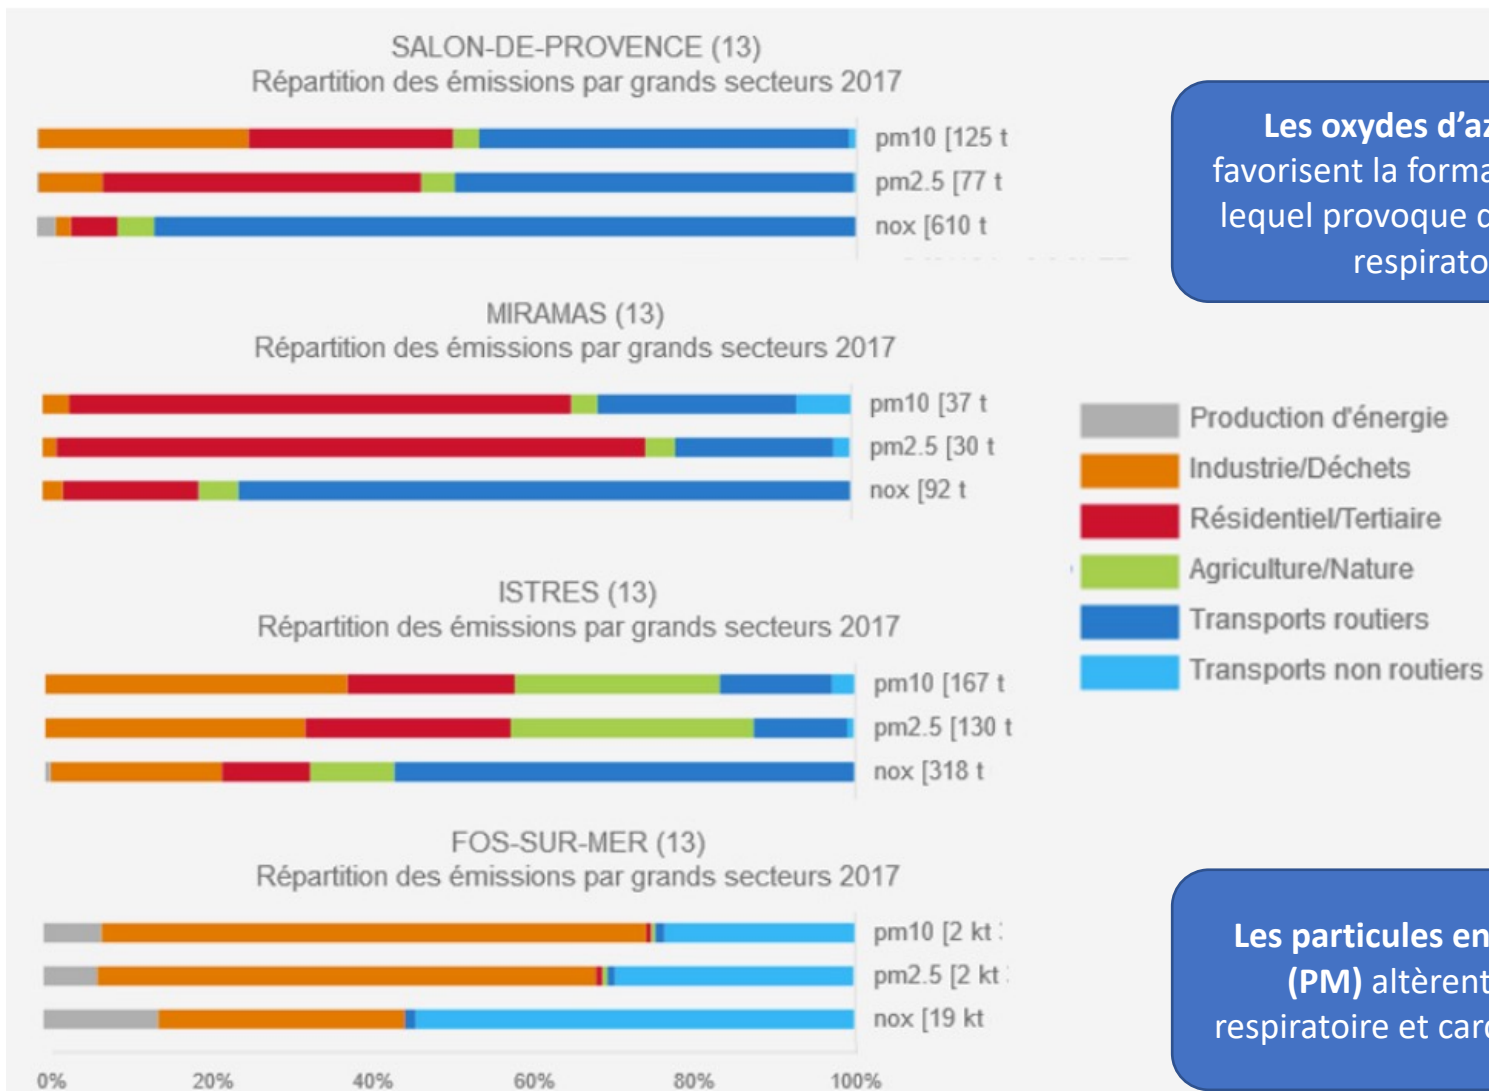 SALON-DE-PROVENCE (13)
Répartition des émissions par grands secteurs 2017
pm10 [125 t
pm2.5 [77 t
nox [610 t
Les oxydes d'az
favorisent la forma
lequel provoque d
respirato
MIRAMAS (13)
Répartition des émissions par grands secteurs 2017
pm10 [37 t
pm2.5 [30 t
nox [92 t
Production d'énergie
Industrie/Déchets
Résidentiel/Tertiaire
Agriculture/Nature
Transports routiers
Transports non routiers
ISTRES (13)
Répartition des émissions par grands secteurs 2017
pm10 [167 t
pm2.5 [130 t
nox [318 t
FOS-SUR-MER (13)
Répartition des émissions par grands secteurs 2017
pm10 [2 kt
pm2.5 [2 kt
nox [19 kt
0% 20% 40% 60% 80% 100%
Les particules en
(PM) altèrent
respiratoire et card